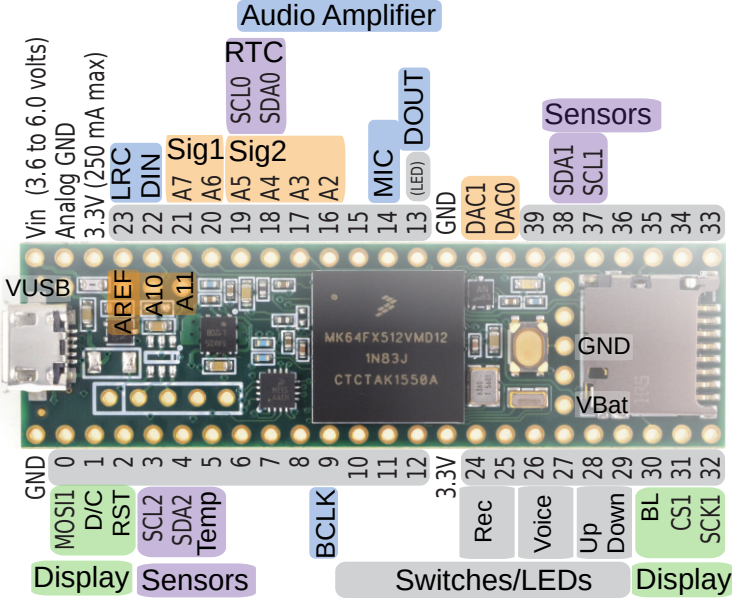 Audio Amplifier
RTC
SCL0
SDA0
DOUT
Sensors
Vin (3.6 to 6.0 volts)
Analog GND
3.3V (250 mA max)
LRC
DIN
Sig1
Sig2
A7
A6
A5
A4
A3
A2
MIC
(LED)
DAC1
DAC0
SDA1
SCL1
23
22
21
20
19
18
17
16
15
14
13
GND
39
38
37
36
35
34
33
VUSB
AREF
A10
A11
MK64FX512VMD12
1N83J
CTCTAK1550A
GND
VBat
GND
0
1
2
3
4
5
6
7
8
9
10
11
12
3.3V
24
25
26
27
28
29
30
31
32
MOSI1
D/C
RST
SCL2
SDA2
Temp
BCLK
Rec
Voice
Up
Down
BL
CS1
SCK1
Display
Sensors
Switches/LEDs
Display